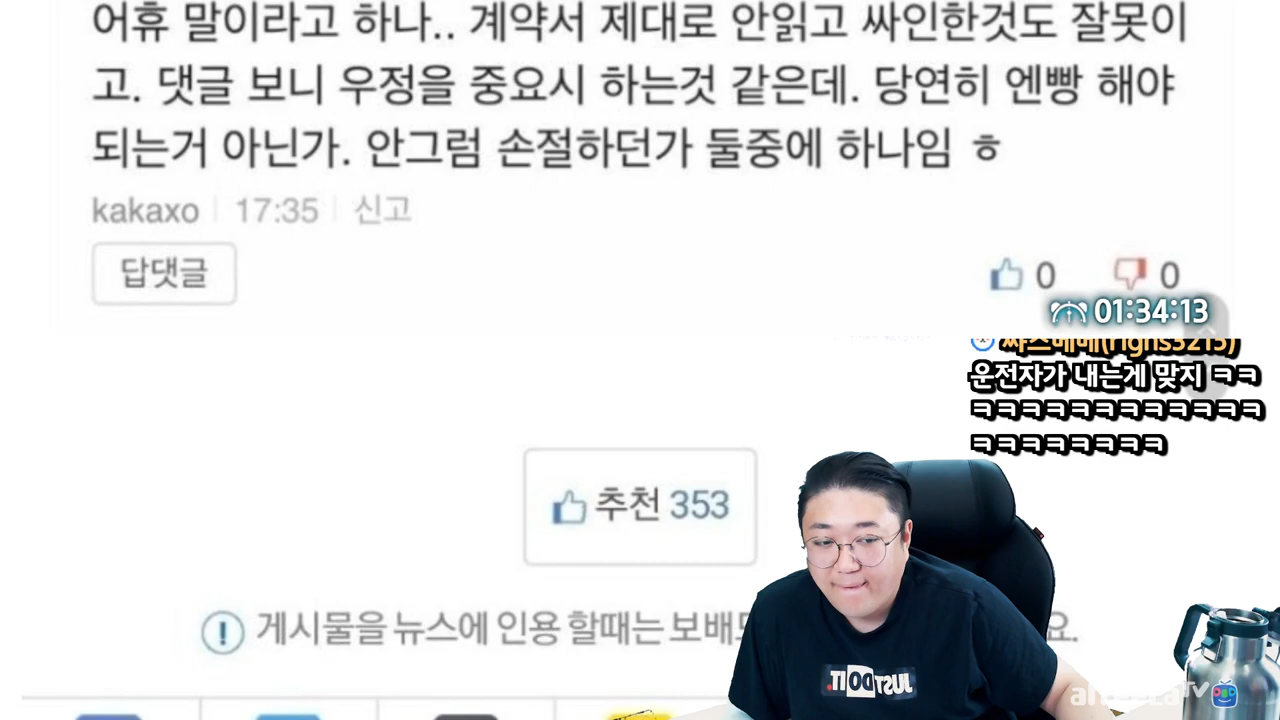 어휴 말이라고 하나.. 계약서 제대로 안읽고 싸인한것도 잘못이
고. 댓글 보니 우정을 중요시 하는것 같은데. 당연히 엔빵 해야
되는거 아닌가. 안그럼 손절하던가 둘중에 하나임 ㅎ
kakaxo 17:35 신고
답댓글
0 0
01:34:13
운전자가 내는게 맞지 ㅋㅋ
ㅋㅋㅋㅋㅋㅋㅋㅋㅋㅋㅋㅋ
ㅋㅋㅋㅋㅋㅋㅋㅋ
추천 353
게시물을 뉴스에 인용 할때는 보배 요.
JUST DO IT.
TV